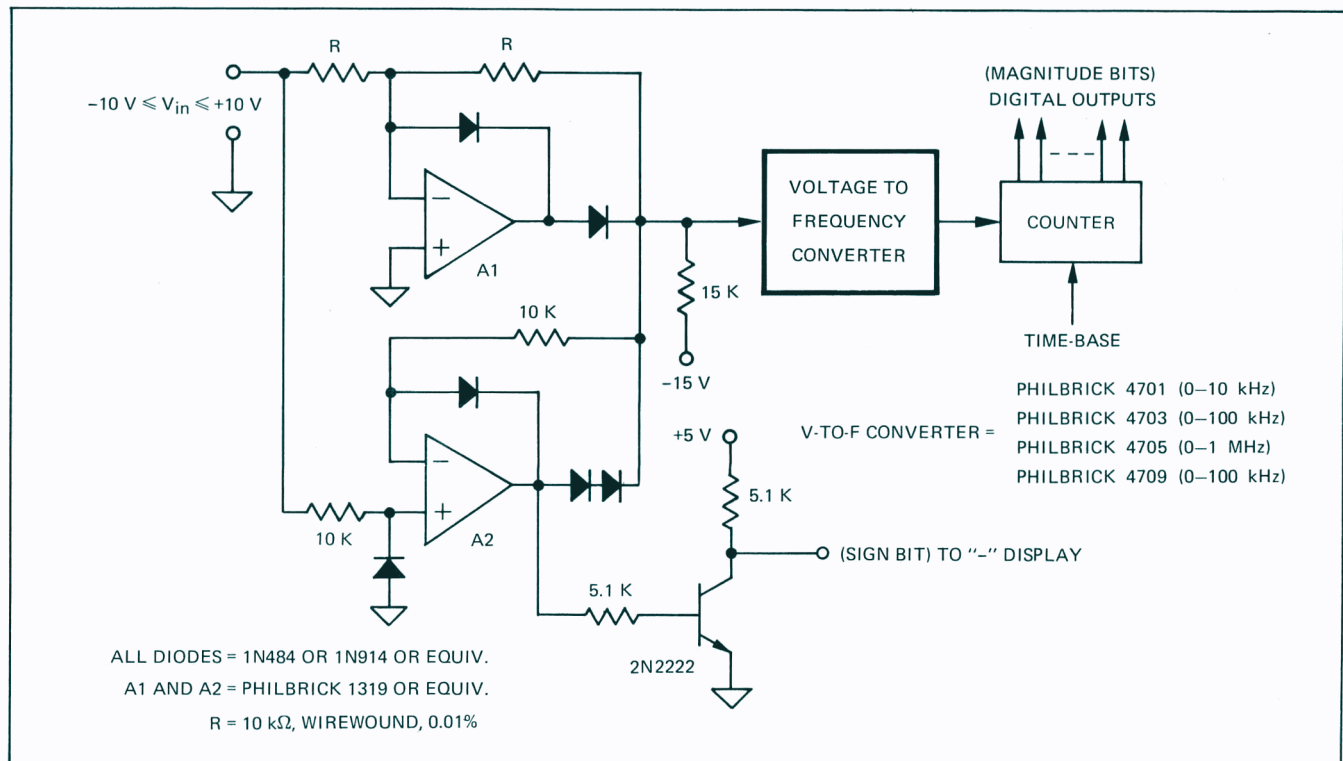 R
R
(MAGNITUDE BITS)
DIGITAL OUTPUTS
−10 V ⩽ Vin ⩽ +10 V
− − −
VOLTAGE TO
FREQUENCY
CONVERTER
COUNTER
−
+
A1
15 K
10 K
−15 V
TIME-BASE
+5 V
V-TO-F CONVERTER =
PHILBRICK 4701 (0–10 kHz)
PHILBRICK 4703 (0–100 kHz)
PHILBRICK 4705 (0–1 MHz)
PHILBRICK 4709 (0–100 kHz)
−
+
A2
10 K
5.1 K
(SIGN BIT) TO “–” DISPLAY
5.1 K
2N2222
ALL DIODES = 1N484 OR 1N914 OR EQUIV.
A1 AND A2 = PHILBRICK 1319 OR EQUIV.
R = 10 kΩ, WIREWOUND, 0.01%